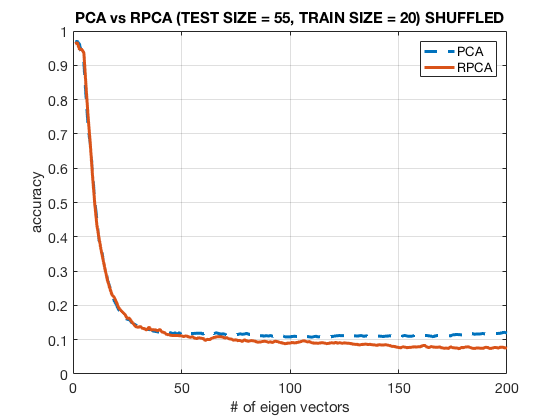 PCA vs RPCA (TEST SIZE = 55, TRAIN SIZE = 20) SHUFFLED
PCA
RPCA
accuracy
1
0.9
0.8
0.7
0.6
0.5
0.4
0.3
0.2
0.1
0
0 50 100 150 200
# of eigen vectors